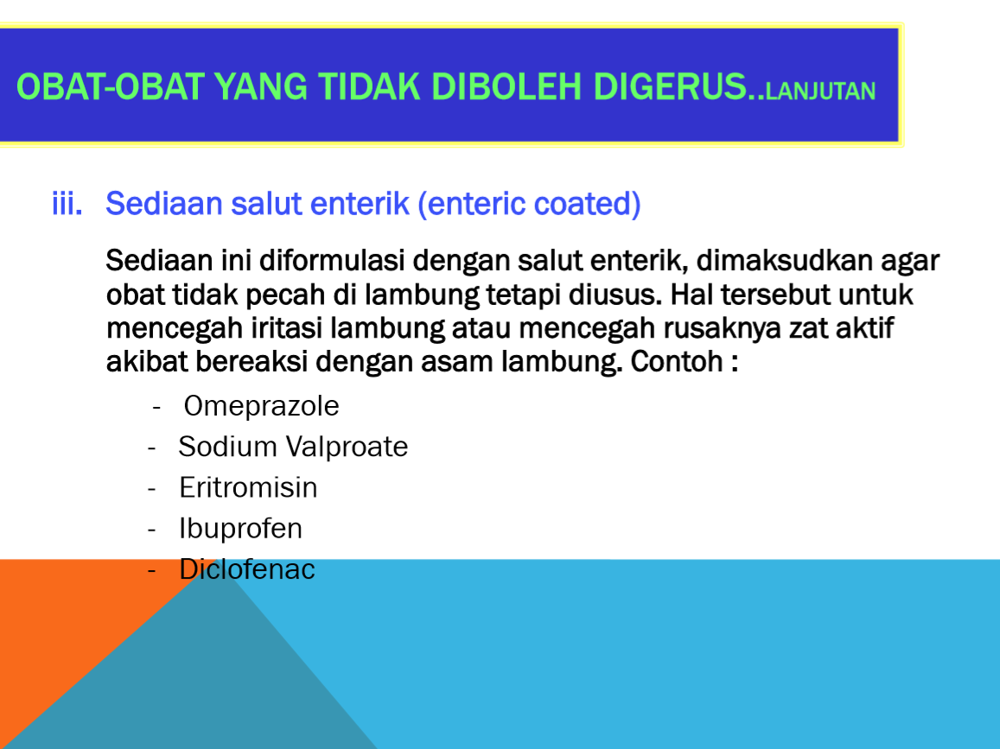 OBAT-OBAT YANG TIDAK DIBOLEH DIGERUS..LANJUTAN
iii. Sediaan salut enterik (enteric coated)
Sediaan ini diformulasi dengan salut enterik, dimaksudkan agar
obat tidak pecah di lambung tetapi diusus. Hal tersebut untuk
mencegah iritasi lambung atau mencegah rusaknya zat aktif
akibat bereaksi dengan asam lambung. Contoh :
- Omeprazole
- Sodium Valproate
- Eritromisin
- Ibuprofen
- Diclofenac